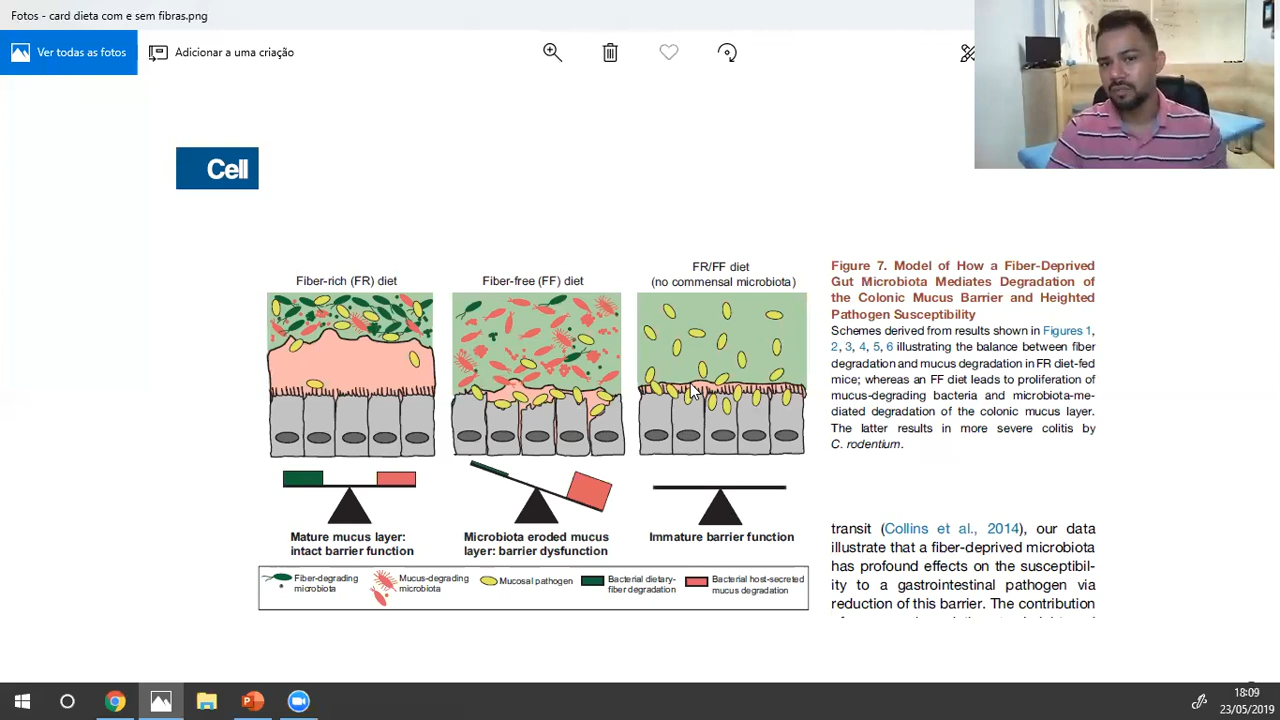 Fotos - card dieta com e sem fibras.png
Ver todas as fotos
Adicionar a uma criação
Cell
Fiber-rich (FR) diet
Fiber-free (FF) diet
FR/FF diet
(no commensal microbiota)
Mature mucus layer:
intact barrier function
Microbiota eroded mucus
layer: barrier dysfunction
Immature barrier function
Fiber-degrading
microbiota
Mucus-degrading
microbiota
Mucosal pathogen
Bacterial dietary-
fiber degradation
Bacterial host-secreted
mucus degradation
Figure 7. Model of How a Fiber-Deprived
Gut Microbiota Mediates Degradation of
the Colonic Mucus Barrier and Heighted
Pathogen Susceptibility
Schemes derived from results shown in Figures 1,
2, 3, 4, 5, 6 illustrating the balance between fiber
degradation and mucus degradation in FR diet-fed
mice; whereas an FF diet leads to proliferation of
mucus-degrading bacteria and microbiota-me-
diated degradation of the colonic mucus layer.
The latter results in more severe colitis by
C. rodentium.
transit (Collins et al., 2014), our data
illustrate that a fiber-deprived microbiota
has profound effects on the susceptibil-
ity to a gastrointestinal pathogen via
reduction of this barrier. The contribution
18:09
23/05/2019